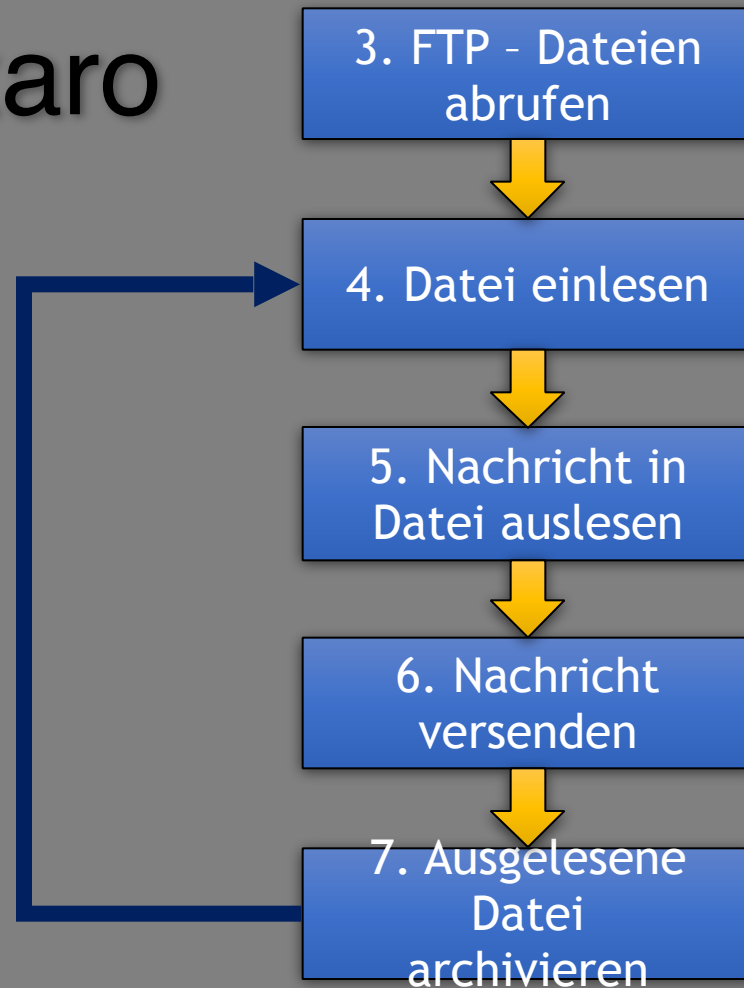 aro
3. FTP – Dateien
abrufen
4. Datei einlesen
5. Nachricht in
Datei auslesen
6. Nachricht
versenden
7. Ausgelesene
Datei
archivieren